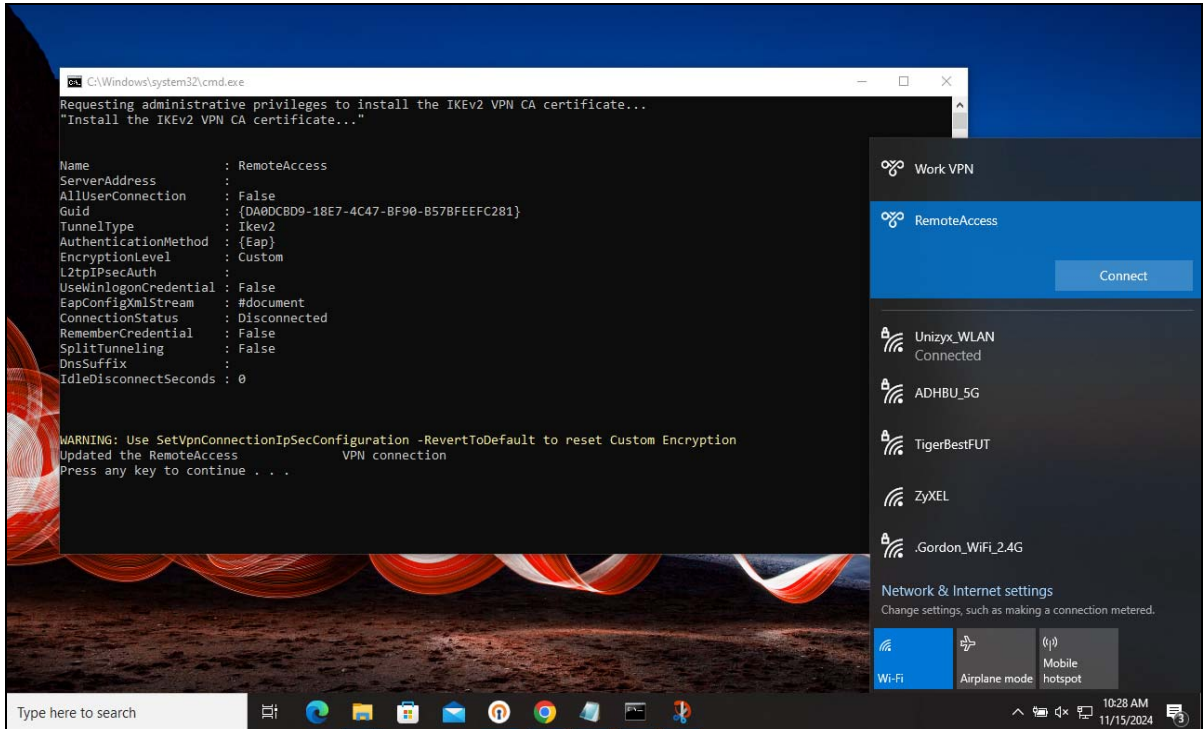 C:\Windows\system32\cmd.exe
Requesting administrative privileges to install the IKEv2 VPN CA certificate...
"Install the IKEv2 VPN CA certificate..."
Name : RemoteAccess
ServerAddress :
AllUserConnection : False
Guid : {DA0DCBD9-18E7-4C47-BF90-B57BFEEFC281}
TunnelType : Ikev2
AuthenticationMethod : {Eap}
EncryptionLevel : Custom
L2tpIPsecAuth :
UseWinlogonCredential : False
EapConfigXmlStream : #document
ConnectionStatus : Disconnected
RememberCredential : False
SplitTunneling : False
DnsSuffix :
IdleDisconnectSeconds : 0
WARNING: Use SetVpnConnectionIpSecConfiguration -RevertToDefault to reset Custom Encryption
Updated the RemoteAccess VPN connection
Press any key to continue . . .
Work VPN
RemoteAccess
Connect
Unizyx_WLAN
Connected
ADHBU_5G
TigerBestFUT
ZyXEL
.Gordon_WiFi_2.4G
Network & Internet settings
Change settings, such as making a connection metered.
Wi-Fi
Airplane mode
Mobile
hotspot
Type here to search
10:28 AM
11/15/2024
3